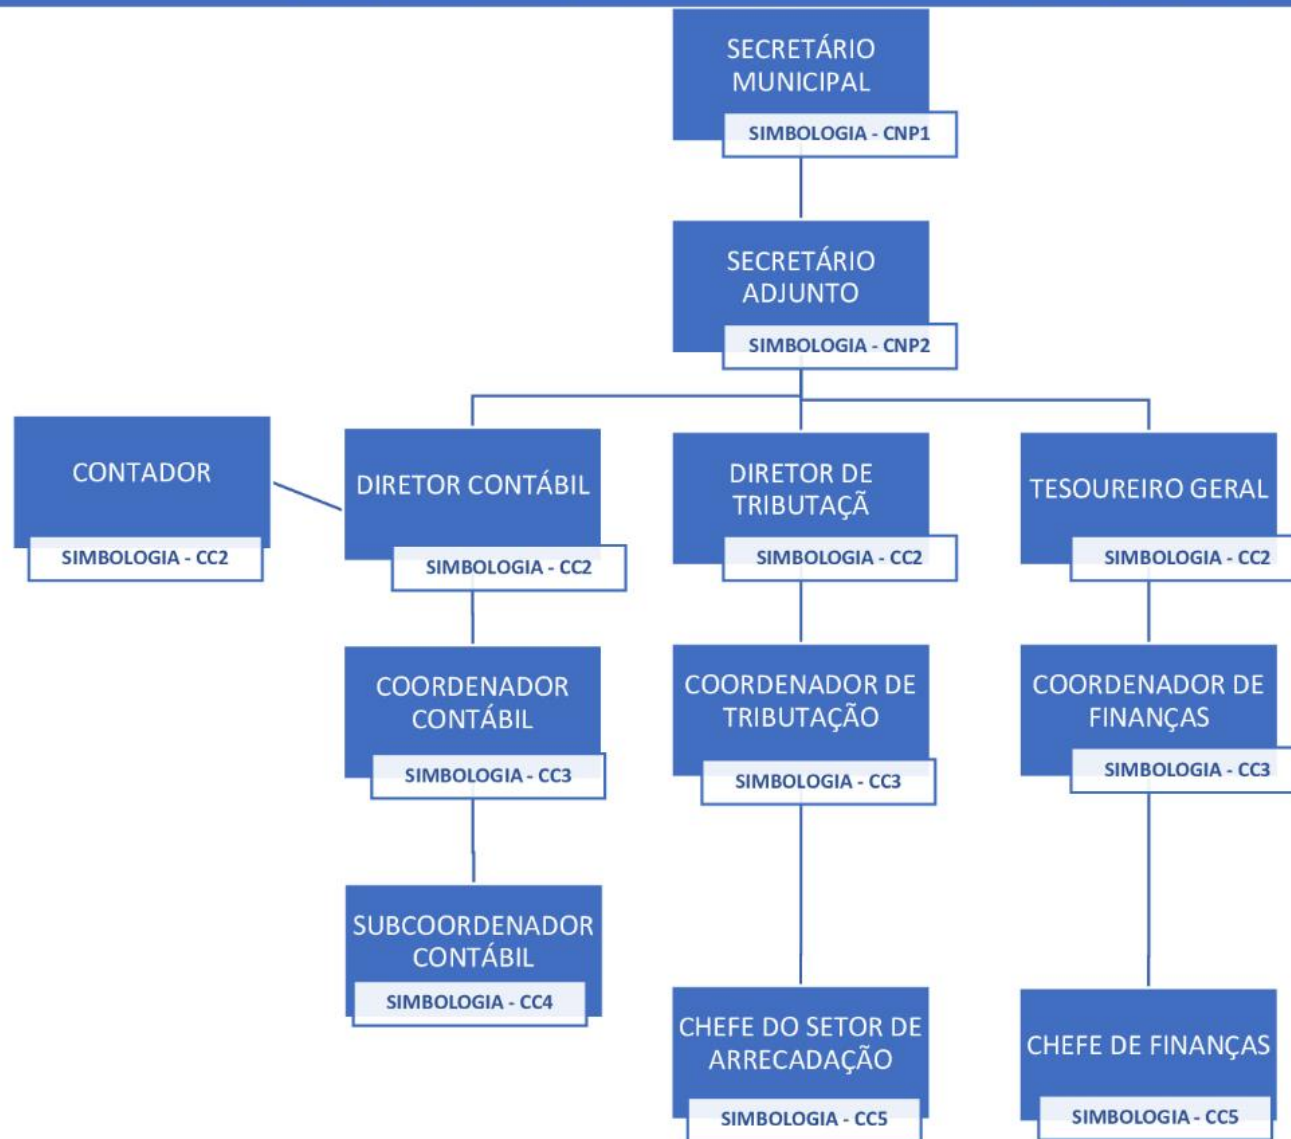 SECRETÁRIO
MUNICIPAL
SIMBOLOGIA - CNP1
SECRETÁRIO
ADJUNTO
SIMBOLOGIA - CNP2
CONTADOR
SIMBOLOGIA - CC2
DIRETOR CONTÁBIL
SIMBOLOGIA - CC2
DIRETOR DE
TRIBUTAÇÃ
SIMBOLOGIA - CC2
TESOUREIRO GERAL
SIMBOLOGIA - CC2
COORDENADOR
CONTÁBIL
SIMBOLOGIA - CC3
COORDENADOR DE
TRIBUTAÇÃO
SIMBOLOGIA - CC3
COORDENADOR DE
FINANÇAS
SIMBOLOGIA - CC3
SUBCOORDENADOR
CONTÁBIL
SIMBOLOGIA - CC4
CHEFE DO SETOR DE
ARRECADAÇÃO
SIMBOLOGIA - CC5
CHEFE DE FINANÇAS
SIMBOLOGIA - CC5